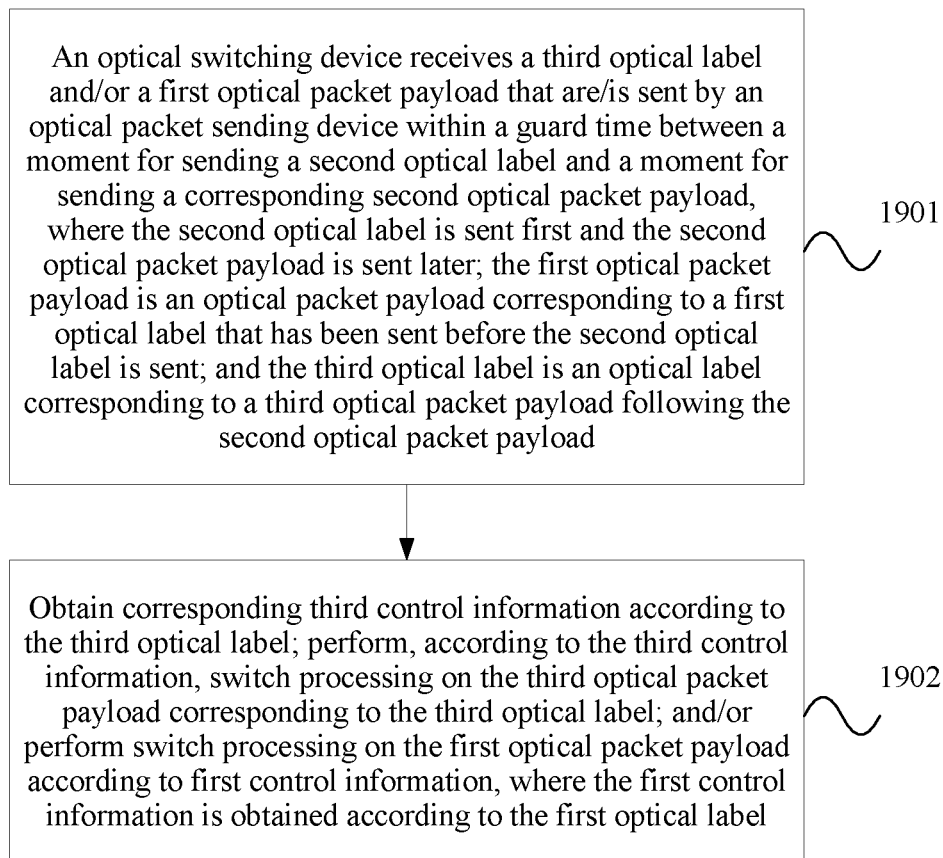 An optical switching device receives a third optical label
and/or a first optical packet payload that are/is sent by an
optical packet sending device within a guard time between a
moment for sending a second optical label and a moment for
sending a corresponding second optical packet payload,
where the second optical label is sent first and the second
optical packet payload is sent later; the first optical packet
payload is an optical packet payload corresponding to a first
optical label that has been sent before the second optical
label is sent; and the third optical label is an optical label
corresponding to a third optical packet payload following the
second optical packet payload
1901
Obtain corresponding third control information according to
the third optical label; perform, according to the third control
information, switch processing on the third optical packet
payload corresponding to the third optical label; and/or
perform switch processing on the first optical packet payload
according to first control information, where the first control
information is obtained according to the first optical label
1902